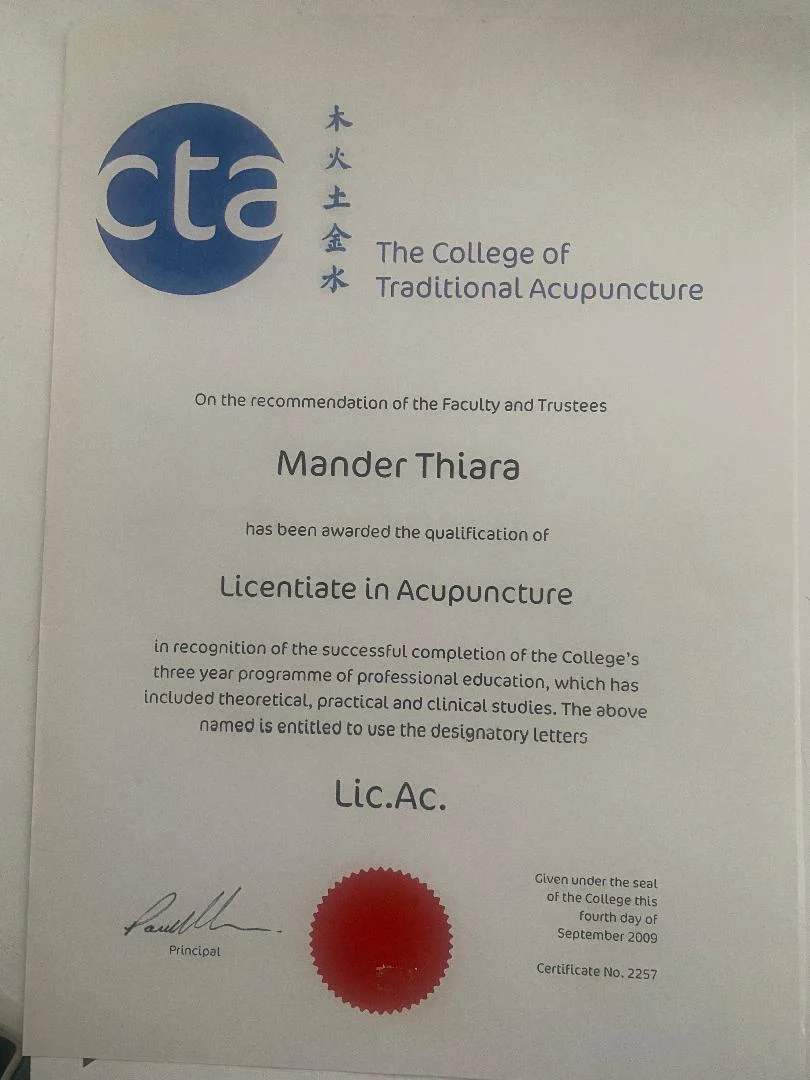 cta
木
火
土
金
水
The College of
Traditional Acupuncture
On the recommendation of the Faculty and Trustees
Mander Thiara
has been awarded the qualification of
Licentiate in Acupuncture
in recognition of the successful completion of the College's
three year programme of professional education, which has
included theoretical, practical and clinical studies. The above
named is entitled to use the designatory letters
Lic.Ac.
Principal
Given under the seal
of the College this
fourth day of
September 2009
Certificate No. 2257